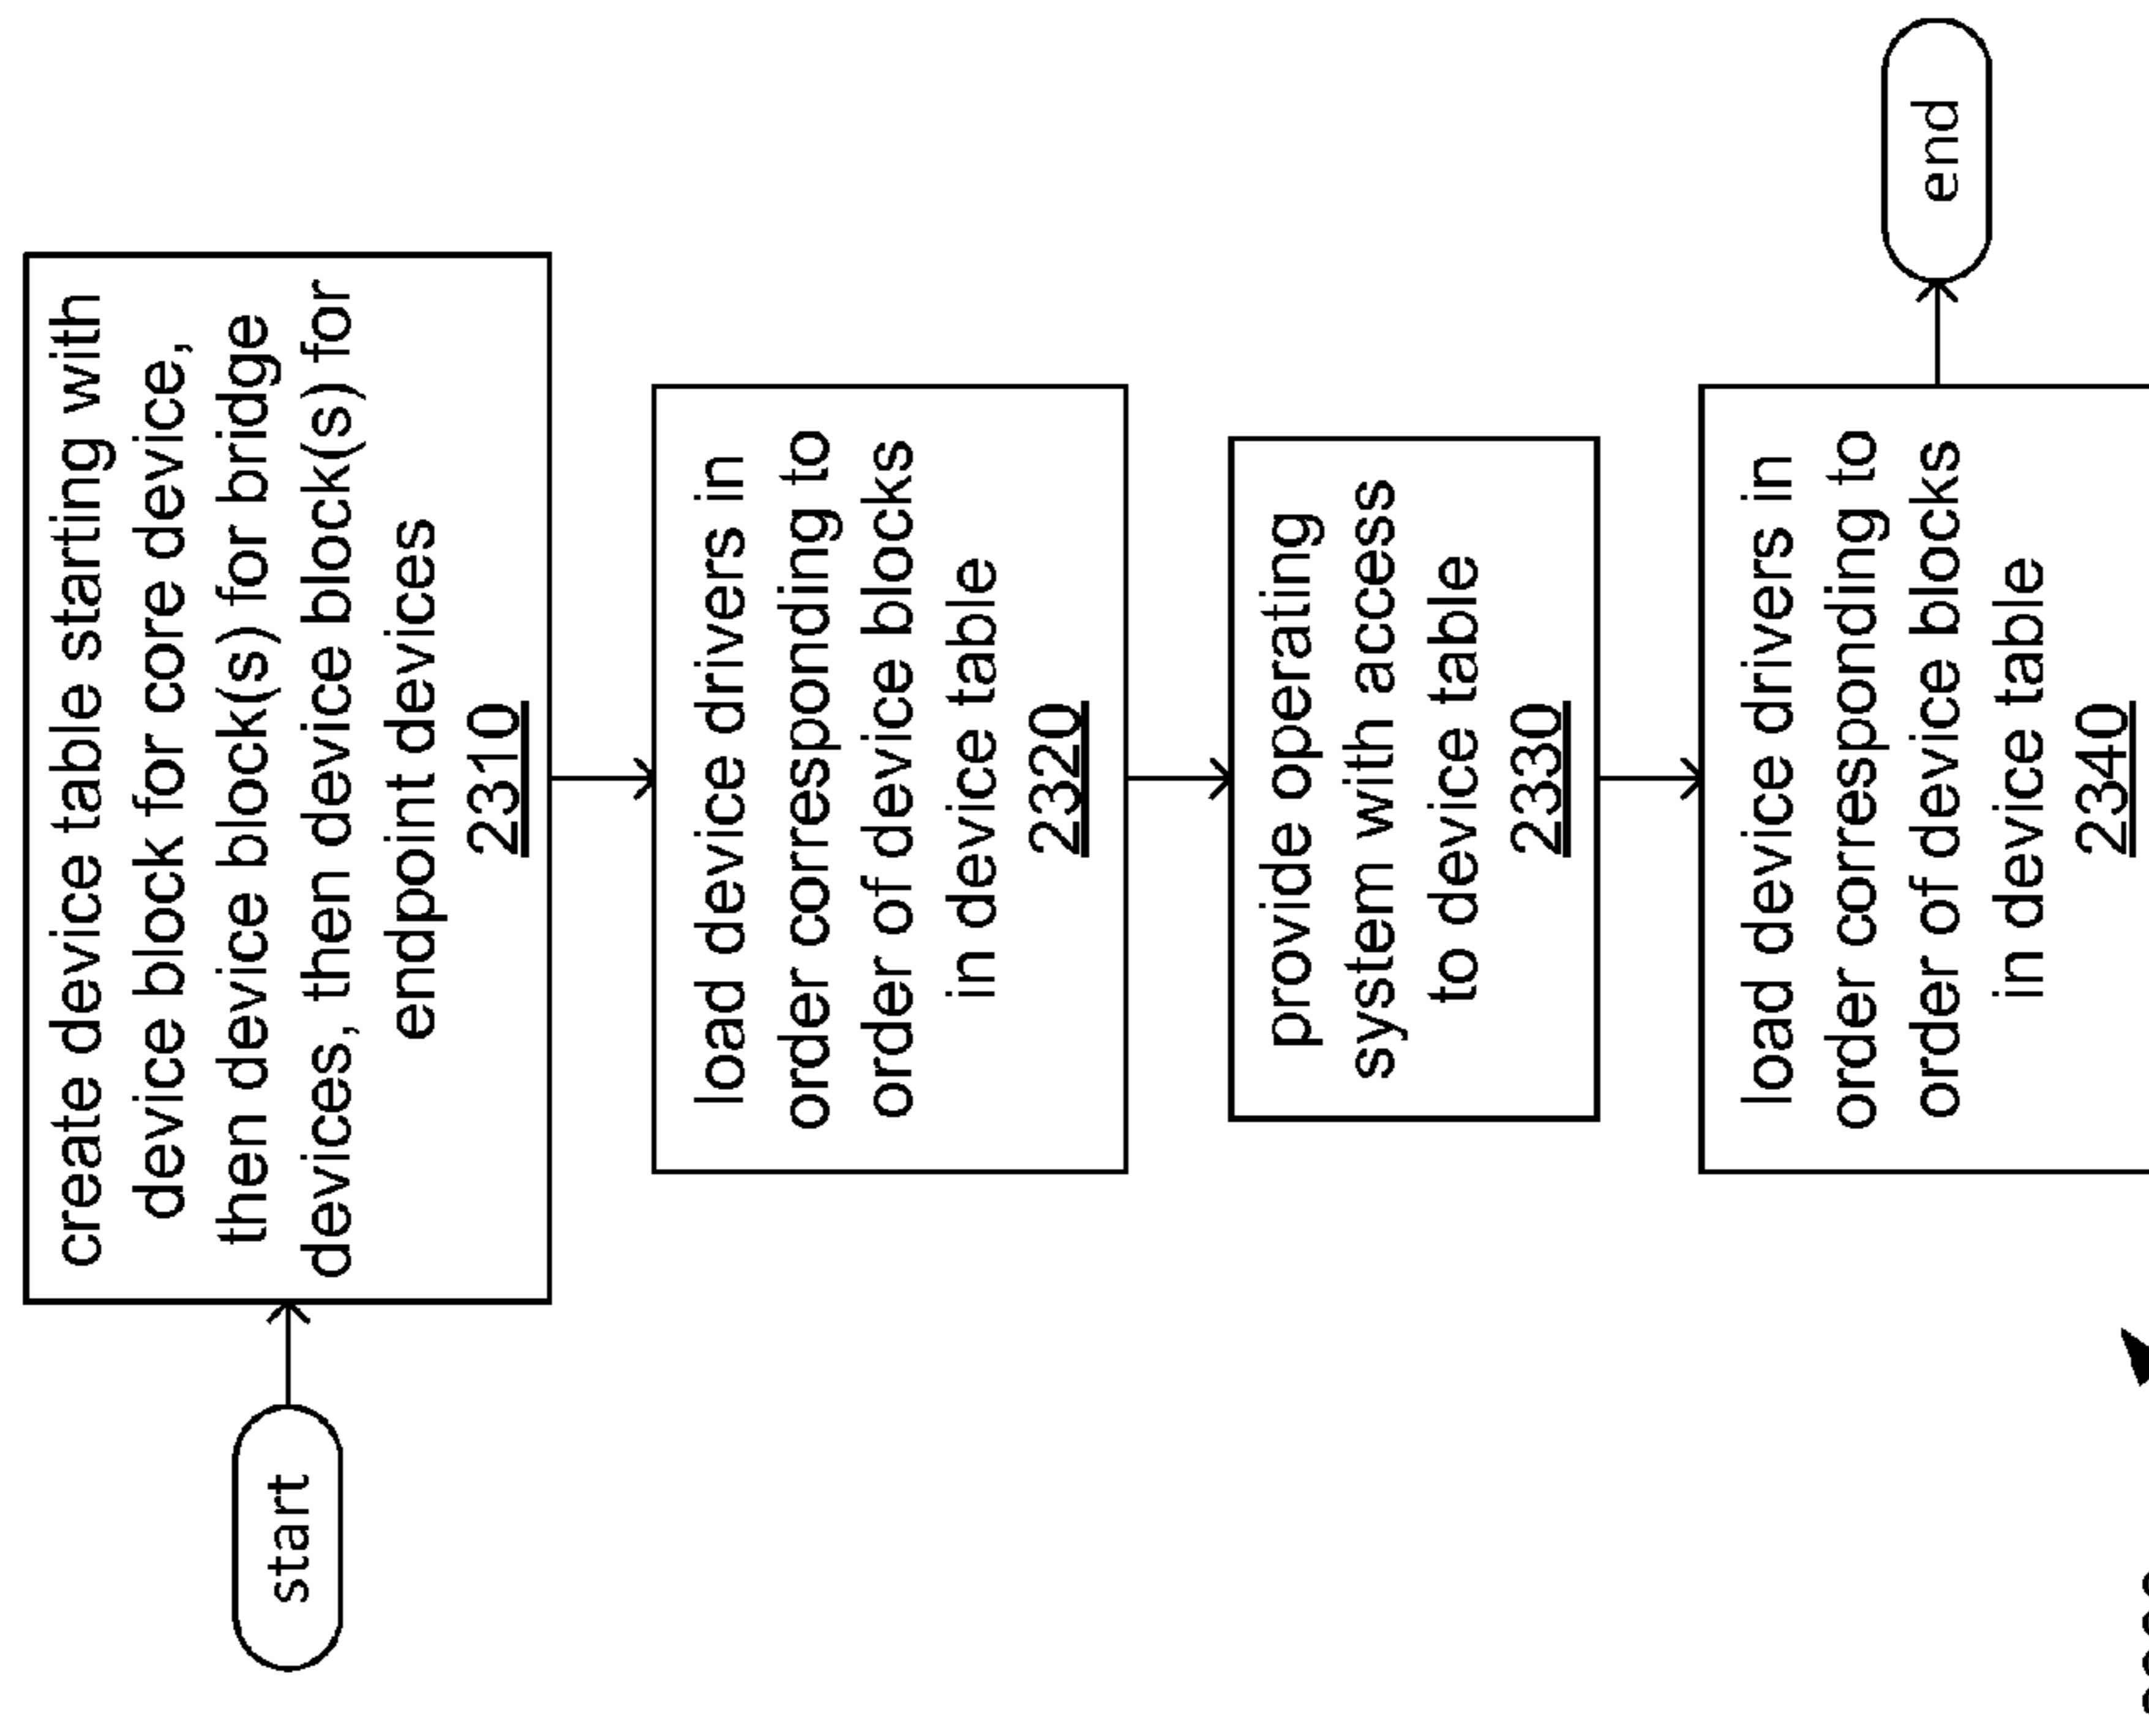 start
create device table starting with
device block for core device,
then device block(s) for bridge
devices, then device block(s) for
endpoint devices
2310
load device drivers in
order corresponding to
order of device blocks
in device table
2320
provide operating
system with access
to device table
2330
load device drivers in
order corresponding to
order of device blocks
in device table
2340
end